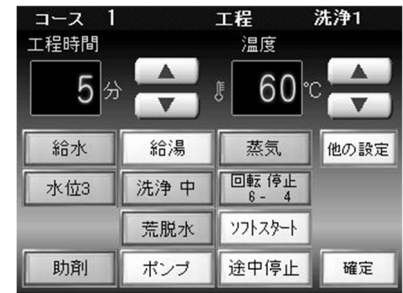 コース 1 工程 洗浄1
工程時間 温度
5 分 60 ℃
給水 給湯 蒸気 他の設定
水位3 洗浄 中 回転 停止
6 - 4
荒脱水 ソフトスタート
助剤 ポンプ 途中停止 確定